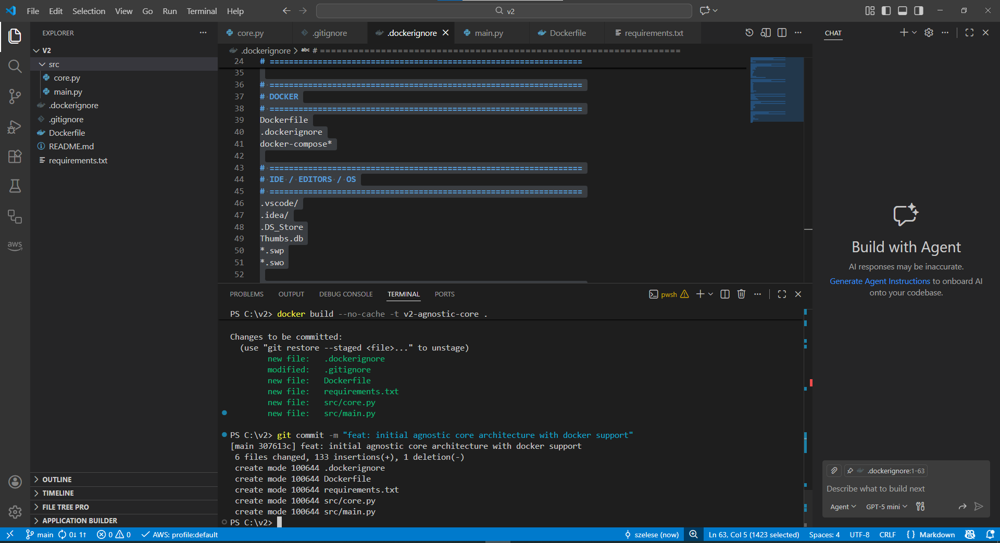 File Edit Selection View Go Run Terminal Help
v2
EXPLORER
V2
src
core.py
main.py
.dockerignore
.gitignore
Dockerfile
README.md
requirements.txt
OUTLINE
TIMELINE
FILE TREE PRO
APPLICATION BUILDER
aws
core.py .gitignore .dockerignore main.py Dockerfile requirements.txt
.dockerignore > abc # =================================================================
24 # =================================================================
35
36 # =================================================================
37 # DOCKER
38 # =================================================================
39 Dockerfile
40 .dockerignore
41 docker-compose*
42
43 # =================================================================
44 # IDE / EDITORS / OS
45 # =================================================================
46 .vscode/
47 .idea/
48 .DS_Store
49 Thumbs.db
50 *.swp
51 *.swo
52
PROBLEMS OUTPUT DEBUG CONSOLE TERMINAL PORTS
pwsh
PS C:\v2> docker build --no-cache -t v2-agnostic-core .
Changes to be committed:
(use "git restore --staged <file>..." to unstage)
new file: .dockerignore
modified: .gitignore
new file: Dockerfile
new file: requirements.txt
new file: src/core.py
new file: src/main.py
PS C:\v2> git commit -m "feat: initial agnostic core architecture with docker support"
[main 307613c] feat: initial agnostic core architecture with docker support
6 files changed, 133 insertions(+), 1 deletion(-)
create mode 100644 .dockerignore
create mode 100644 Dockerfile
create mode 100644 requirements.txt
create mode 100644 src/core.py
create mode 100644 src/main.py
PS C:\v2>
CHAT
Build with Agent
AI responses may be inaccurate.
Generate Agent Instructions to onboard AI
onto your codebase.
.dockerignore:1-63
Describe what to build next
Agent GPT-5 mini
main 0↓ 1↑ 0 0 AWS: profile:default
szelese (now) Ln 63, Col 5 (1423 selected) Spaces: 4 UTF-8 CRLF {} Markdown